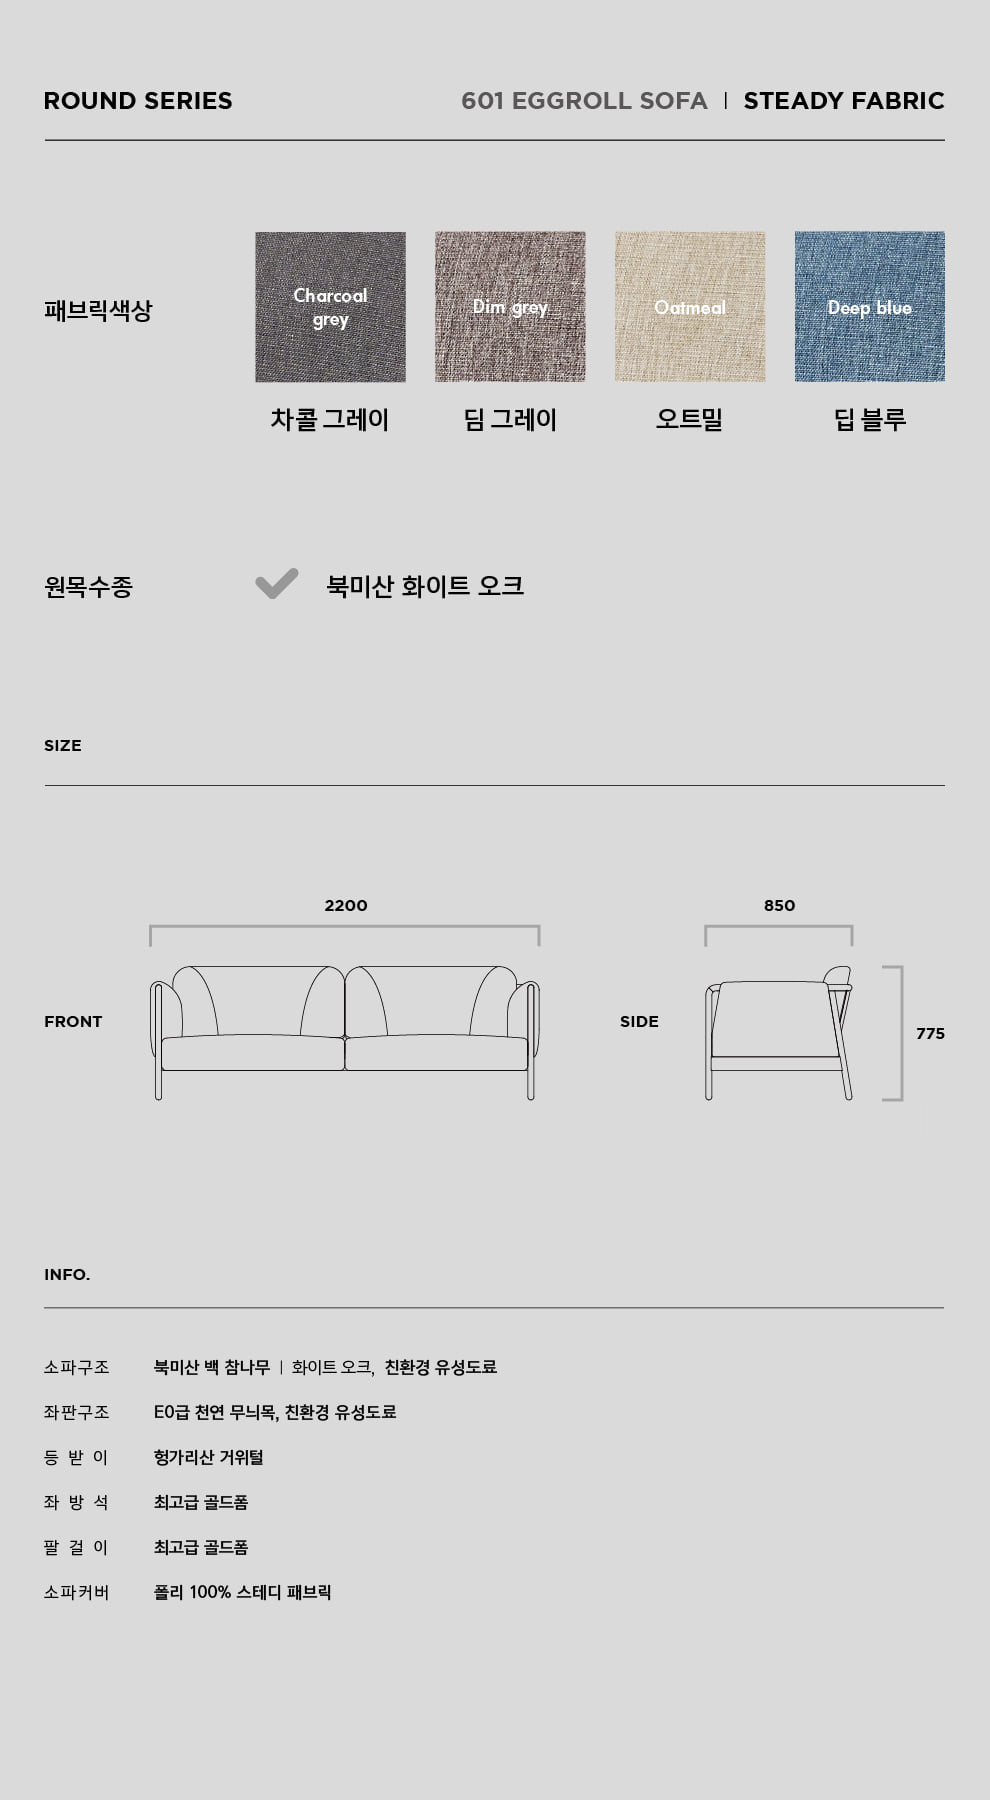 ROUND SERIES
601 EGGROLL SOFA | STEADY FABRIC
패브릭색상
Charcoal
grey
Dim grey
Oatmeal
Deep blue
차콜 그레이
딤 그레이
오트밀
딥 블루
원목수종
북미산 화이트 오크
SIZE
2200
850
FRONT
SIDE
775
INFO.
소파구조 북미산 백 참나무 | 화이트 오크, 친환경 유성도료
좌판구조 E0급 천연 무늬목, 친환경 유성도료
등 받 이 헝가리산 거위털
좌 방 석 최고급 골드폼
팔 걸 이 최고급 골드폼
소파커버 폴리 100% 스테디 패브릭